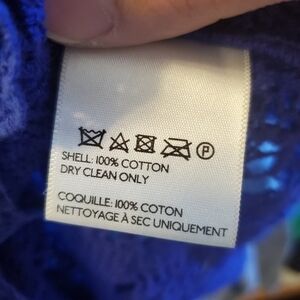 P
SHELL: 100% COTTON
DRY CLEAN ONLY
COQUILLE: 100% COTON
NETTOYAGE À SEC UNIQUEMENT